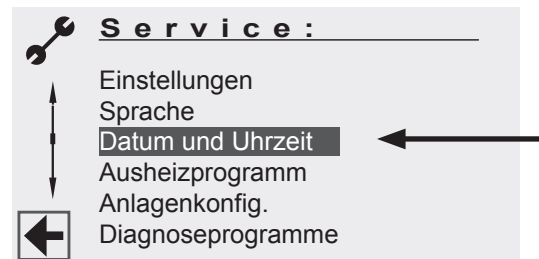 Service:
Einstellungen
Sprache
Datum und Uhrzeit
Ausheizprogramm
Anlagenkonfig.
Diagnoseprogramme